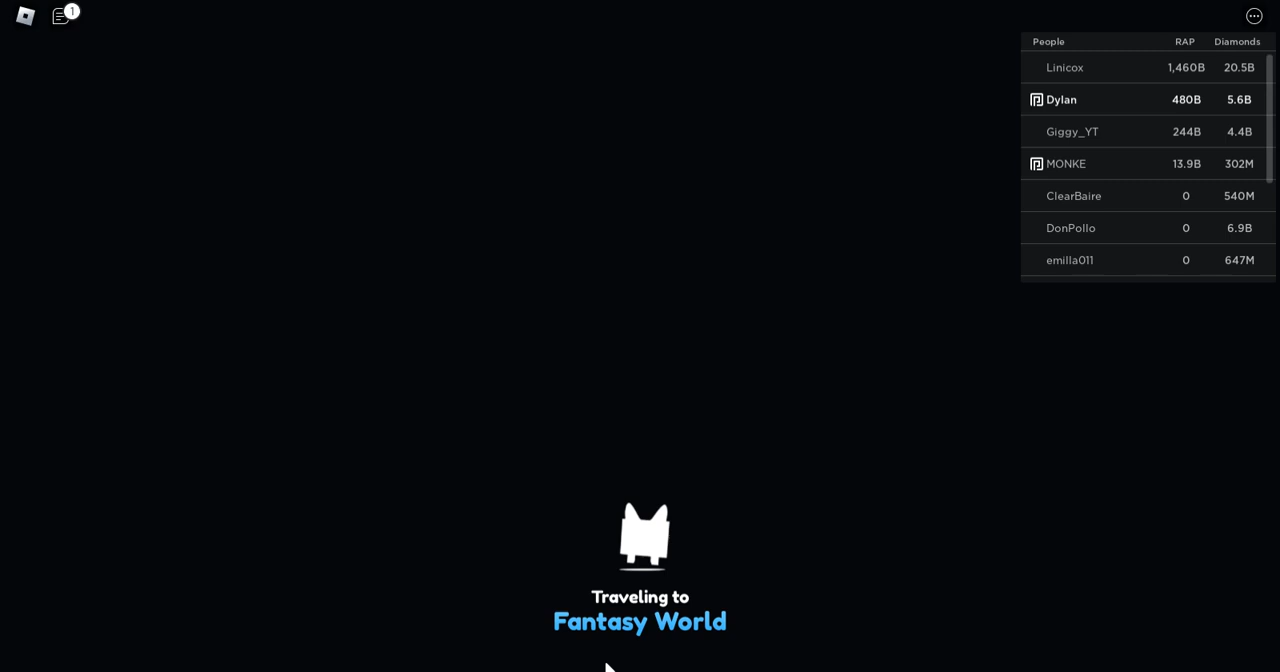 1
People RAP Diamonds
Linicox 1,460B 20.5B
Dylan 480B 5.6B
Giggy_YT 244B 4.4B
MONKE 13.9B 302M
ClearBaire 0 540M
DonPollo 0 6.9B
emilla011 0 647M
Traveling to
Fantasy World